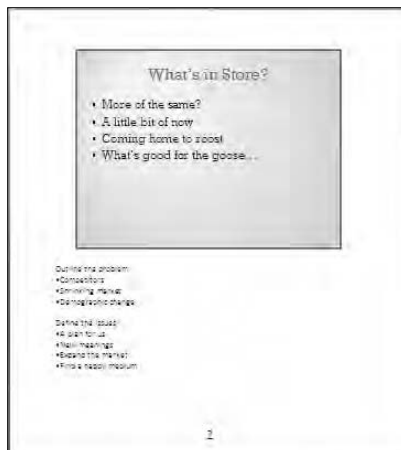 What's in Store?
• More of the same?
• A little bit of now
• Coming home to roost
• What's good for the goose…
Outline the problem
•Competitors
•Shrinking market
•Demographic change
Define the issues
•A plan for us
•New meanings
•Expand the market
•Find a happy medium
2